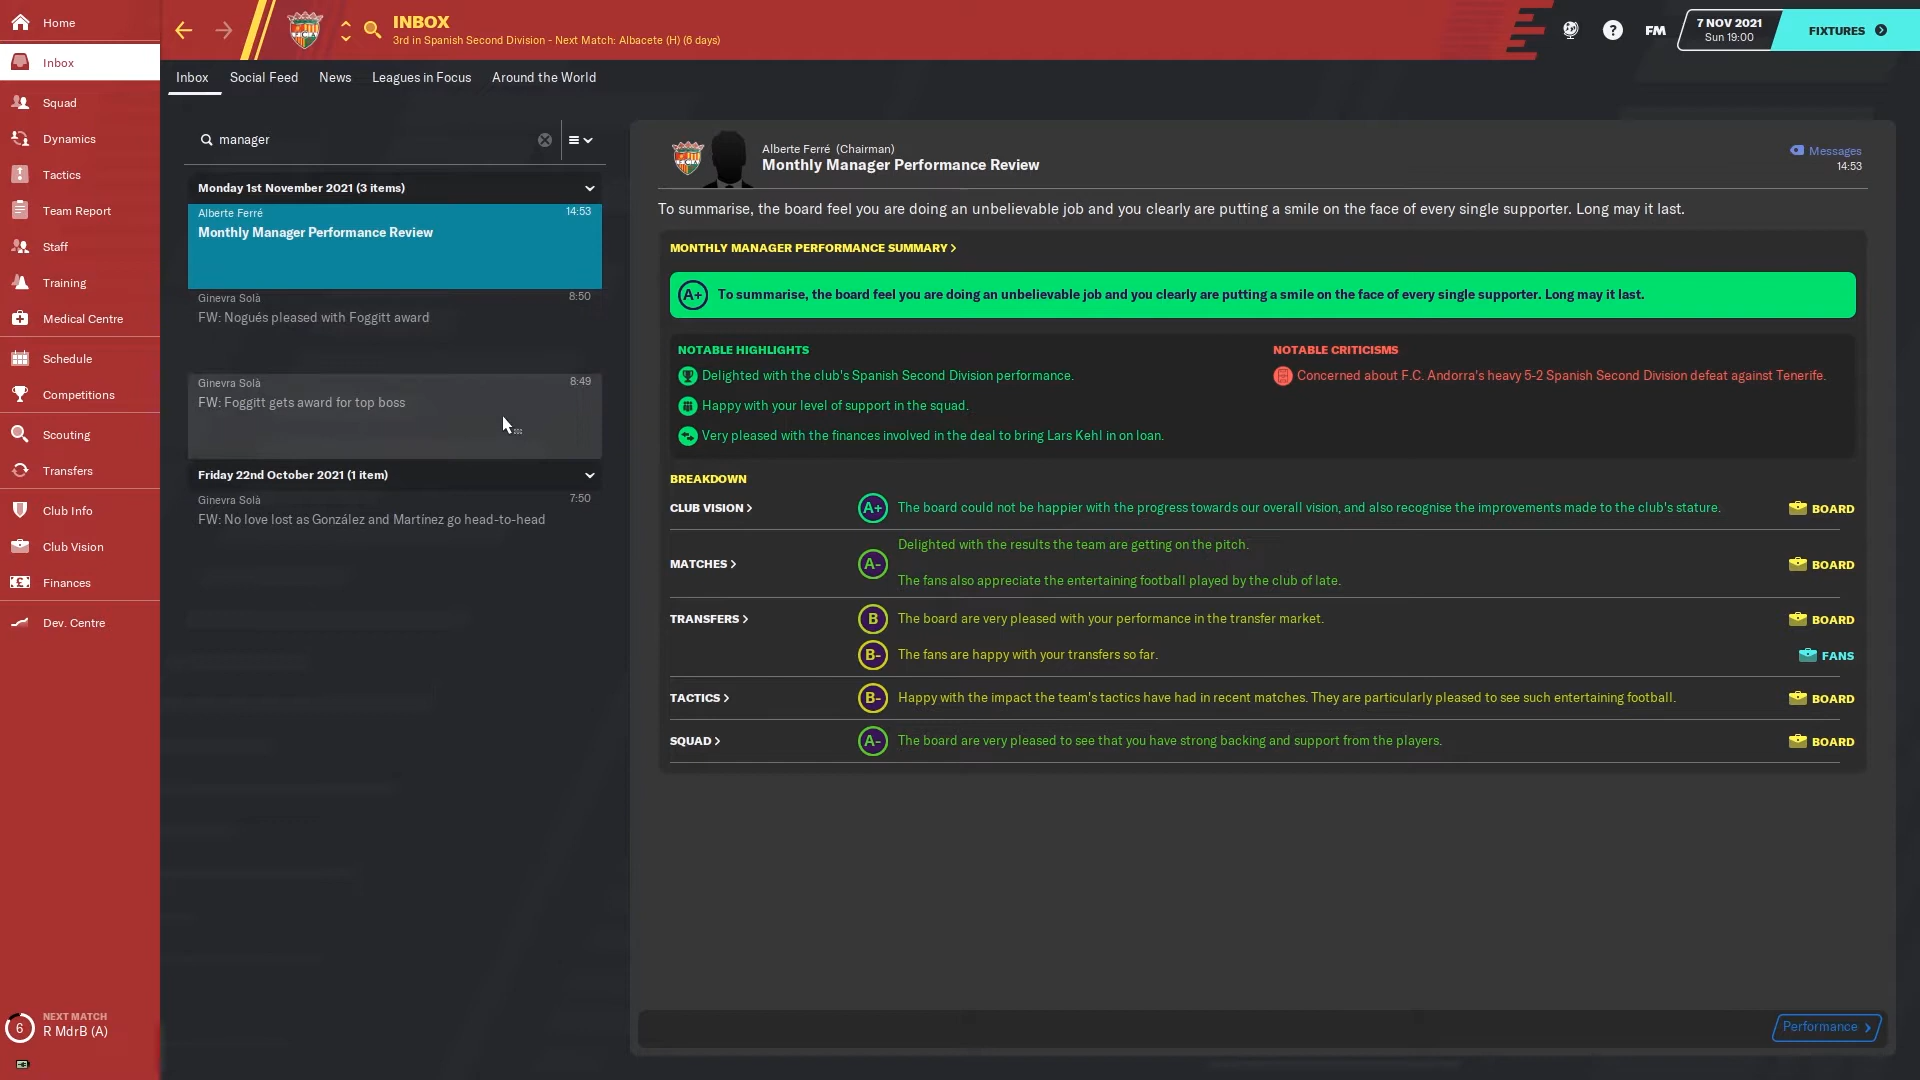 Home
Inbox
Squad
Dynamics
Tactics
Team Report
Staff
Training
Medical Centre
Schedule
Competitions
Scouting
Transfers
Club Info
Club Vision
Finances
Dev. Centre
6
NEXT MATCH
R MdrB (A)
INBOX
3rd in Spanish Second Division - Next Match: Albacete (H) (6 days)
?
FM
7 NOV 2021
Sun 19:00
FIXTURES
Inbox Social Feed News Leagues in Focus Around the World
manager
Monday 1st November 2021 (3 items)
Alberte Ferré 14:53
Monthly Manager Performance Review
Ginevra Solà 8:50
FW: Nogués pleased with Foggitt award
Ginevra Solà 8:49
FW: Foggitt gets award for top boss
Friday 22nd October 2021 (1 item)
Ginevra Solà 7:50
FW: No love lost as González and Martínez go head-to-head
Alberte Ferré (Chairman)
Monthly Manager Performance Review
Messages
14:53
To summarise, the board feel you are doing an unbelievable job and you clearly are putting a smile on the face of every single supporter. Long may it last.
MONTHLY MANAGER PERFORMANCE SUMMARY >
A+ To summarise, the board feel you are doing an unbelievable job and you clearly are putting a smile on the face of every single supporter. Long may it last.
NOTABLE HIGHLIGHTS
Delighted with the club's Spanish Second Division performance.
Happy with your level of support in the squad.
Very pleased with the finances involved in the deal to bring Lars Kehl in on loan.
NOTABLE CRITICISMS
Concerned about F.C. Andorra's heavy 5-2 Spanish Second Division defeat against Tenerife.
BREAKDOWN
CLUB VISION > A+ The board could not be happier with the progress towards our overall vision, and also recognise the improvements made to the club's stature. BOARD
Delighted with the results the team are getting on the pitch.
MATCHES > A- BOARD
The fans also appreciate the entertaining football played by the club of late.
TRANSFERS > B The board are very pleased with your performance in the transfer market. BOARD
B- The fans are happy with your transfers so far. FANS
TACTICS > B- Happy with the impact the team's tactics have had in recent matches. They are particularly pleased to see such entertaining football. BOARD
SQUAD > A- The board are very pleased to see that you have strong backing and support from the players. BOARD
Performance >